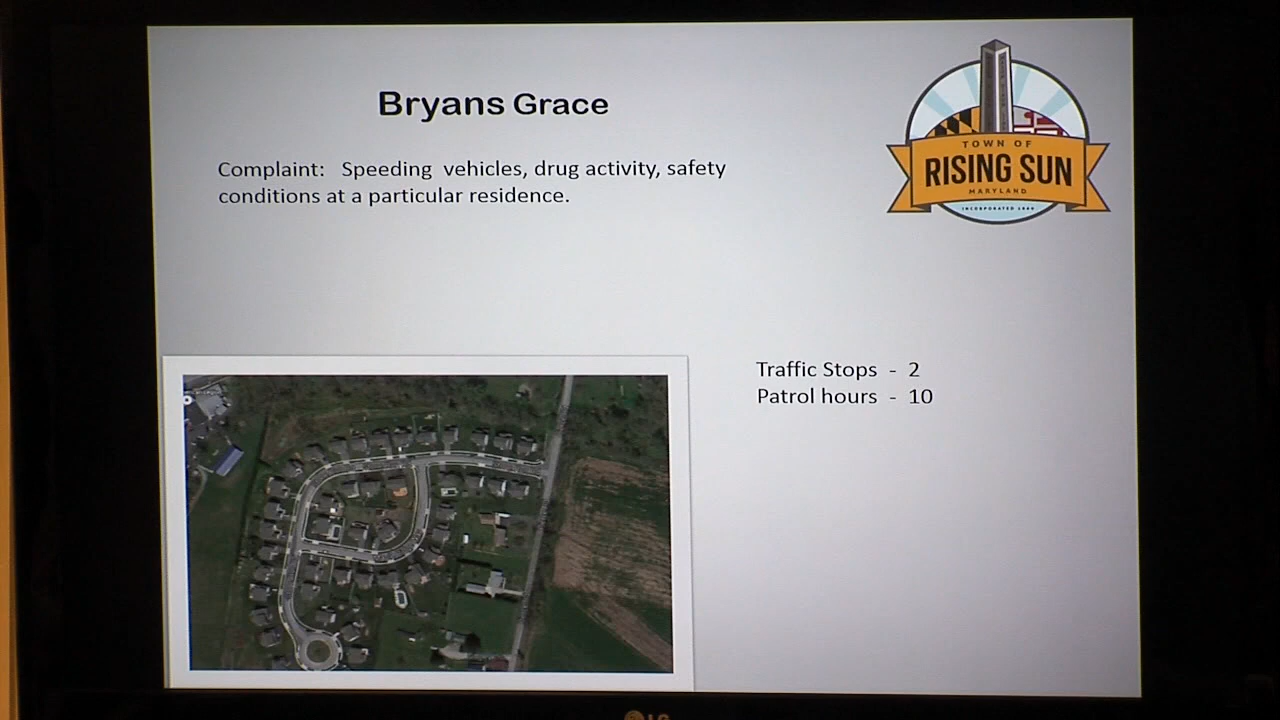 Bryans Grace
Complaint: Speeding vehicles, drug activity, safety
conditions at a particular residence.
TOWN OF
RISING SUN
MARYLAND
Traffic Stops - 2
Patrol hours - 10
LG